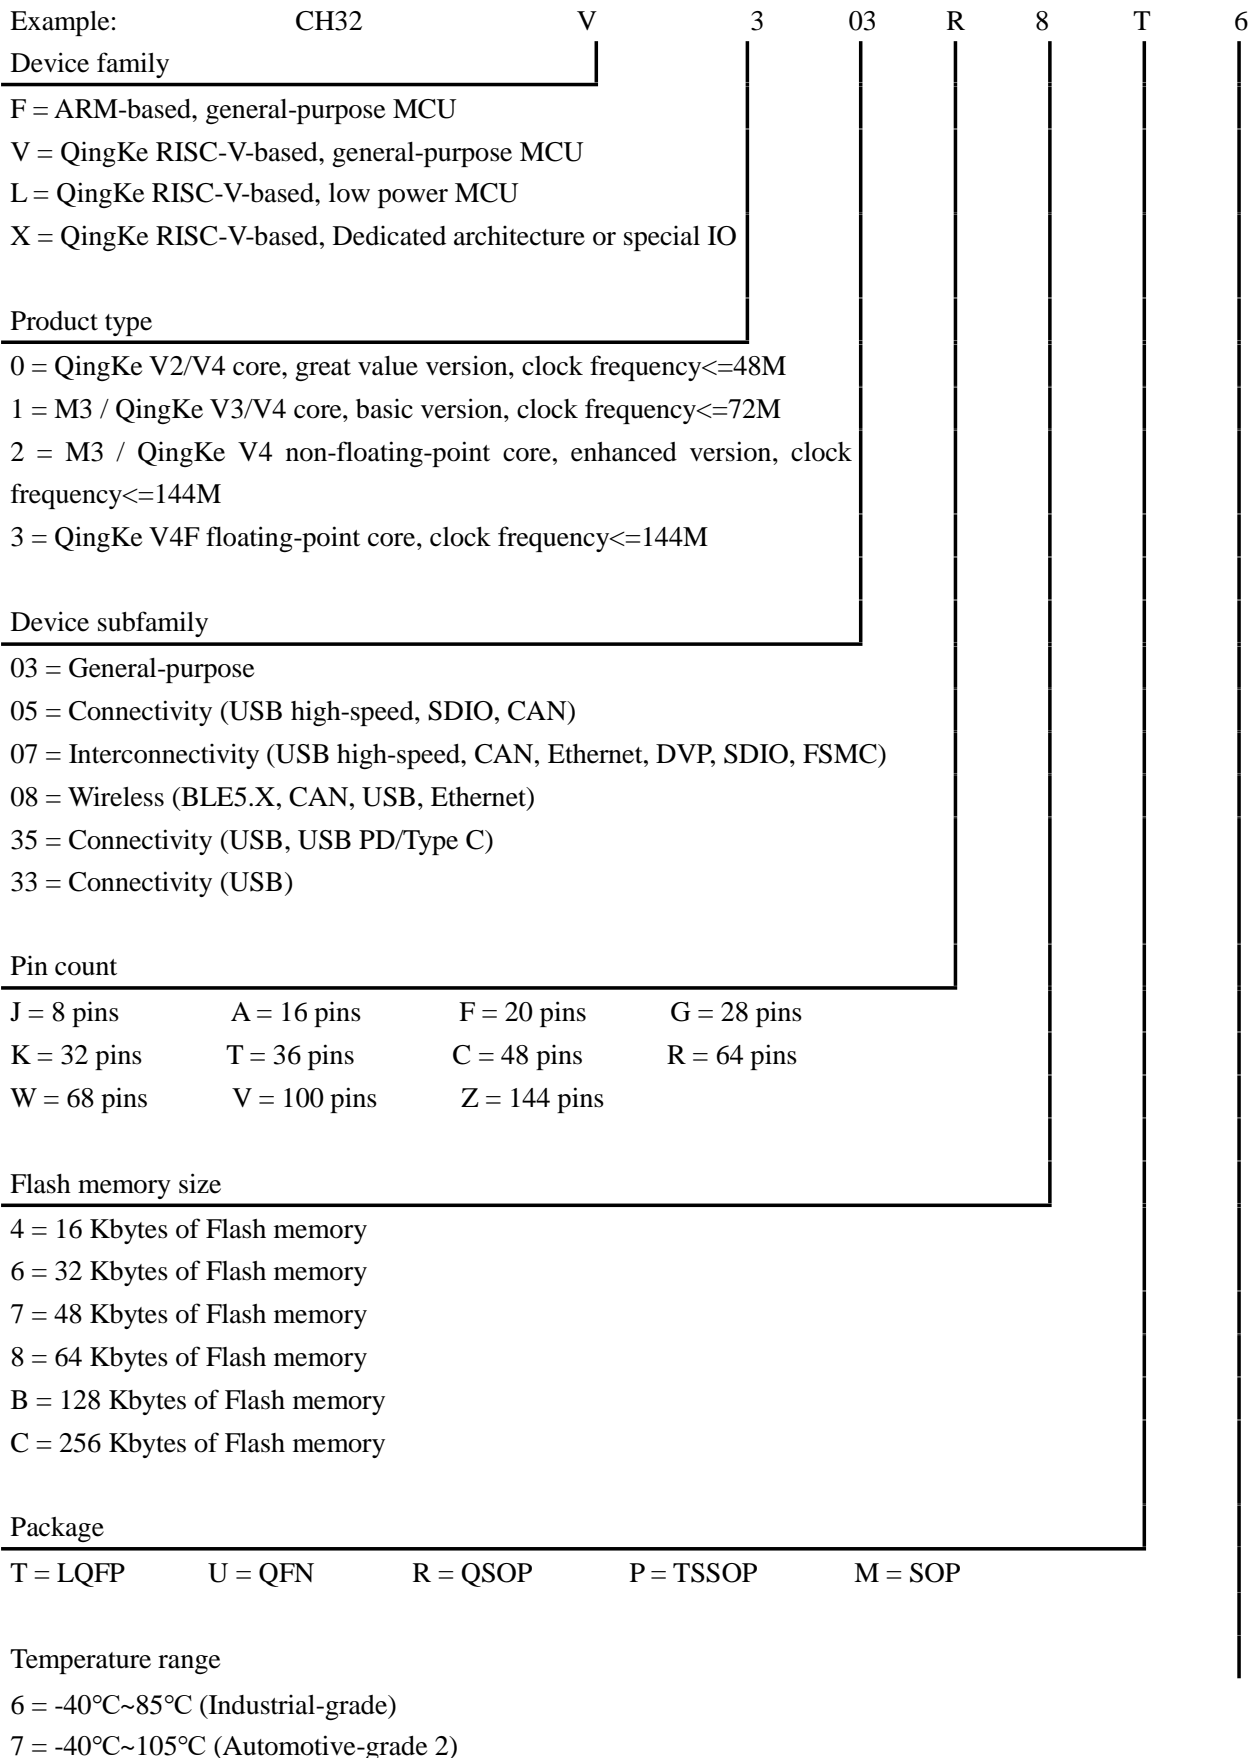 Example: CH32 V 3 03 R 8 T 6
Device family
F = ARM-based, general-purpose MCU
V = QingKe RISC-V-based, general-purpose MCU
L = QingKe RISC-V-based, low power MCU
X = QingKe RISC-V-based, Dedicated architecture or special IO
Product type
0 = QingKe V2/V4 core, great value version, clock frequency<=48M
1 = M3 / QingKe V3/V4 core, basic version, clock frequency<=72M
2 = M3 / QingKe V4 non-floating-point core, enhanced version, clock
frequency<=144M
3 = QingKe V4F floating-point core, clock frequency<=144M
Device subfamily
03 = General-purpose
05 = Connectivity (USB high-speed, SDIO, CAN)
07 = Interconnectivity (USB high-speed, CAN, Ethernet, DVP, SDIO, FSMC)
08 = Wireless (BLE5.X, CAN, USB, Ethernet)
35 = Connectivity (USB, USB PD/Type C)
33 = Connectivity (USB)
Pin count
J = 8 pins A = 16 pins F = 20 pins G = 28 pins
K = 32 pins T = 36 pins C = 48 pins R = 64 pins
W = 68 pins V = 100 pins Z = 144 pins
Flash memory size
4 = 16 Kbytes of Flash memory
6 = 32 Kbytes of Flash memory
7 = 48 Kbytes of Flash memory
8 = 64 Kbytes of Flash memory
B = 128 Kbytes of Flash memory
C = 256 Kbytes of Flash memory
Package
T = LQFP U = QFN R = QSOP P = TSSOP M = SOP
Temperature range
6 = -40℃~85℃ (Industrial-grade)
7 = -40℃~105℃ (Automotive-grade 2)